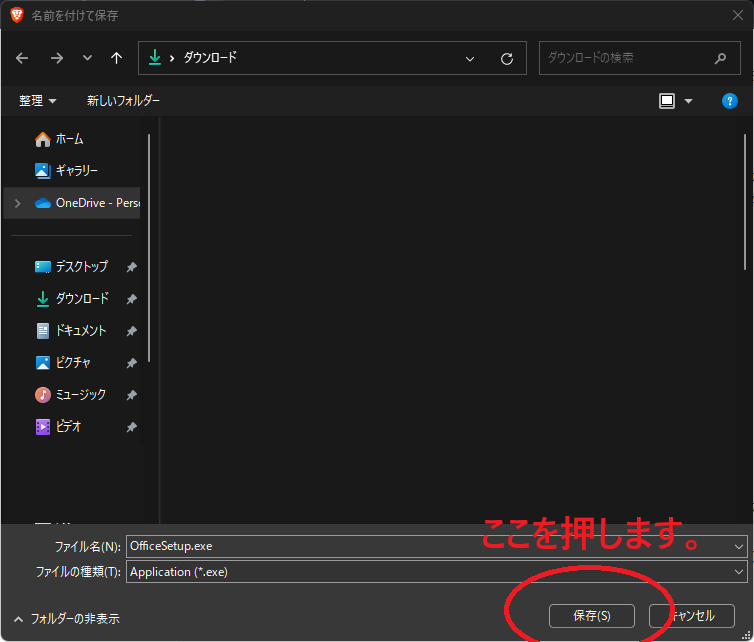 名前を付けて保存
ダウンロード
ダウンロードの検索
整理
新しいフォルダー
?
ホーム
ギャラリー
OneDrive - Perso
デスクトップ
ダウンロード
ドキュメント
ピクチャ
ミュージック
ビデオ
ここを押します。
ファイル名(N):
OfficeSetup.exe
ファイルの種類(T):
Application (*.exe)
フォルダーの非表示
保存(S)
キャンセル